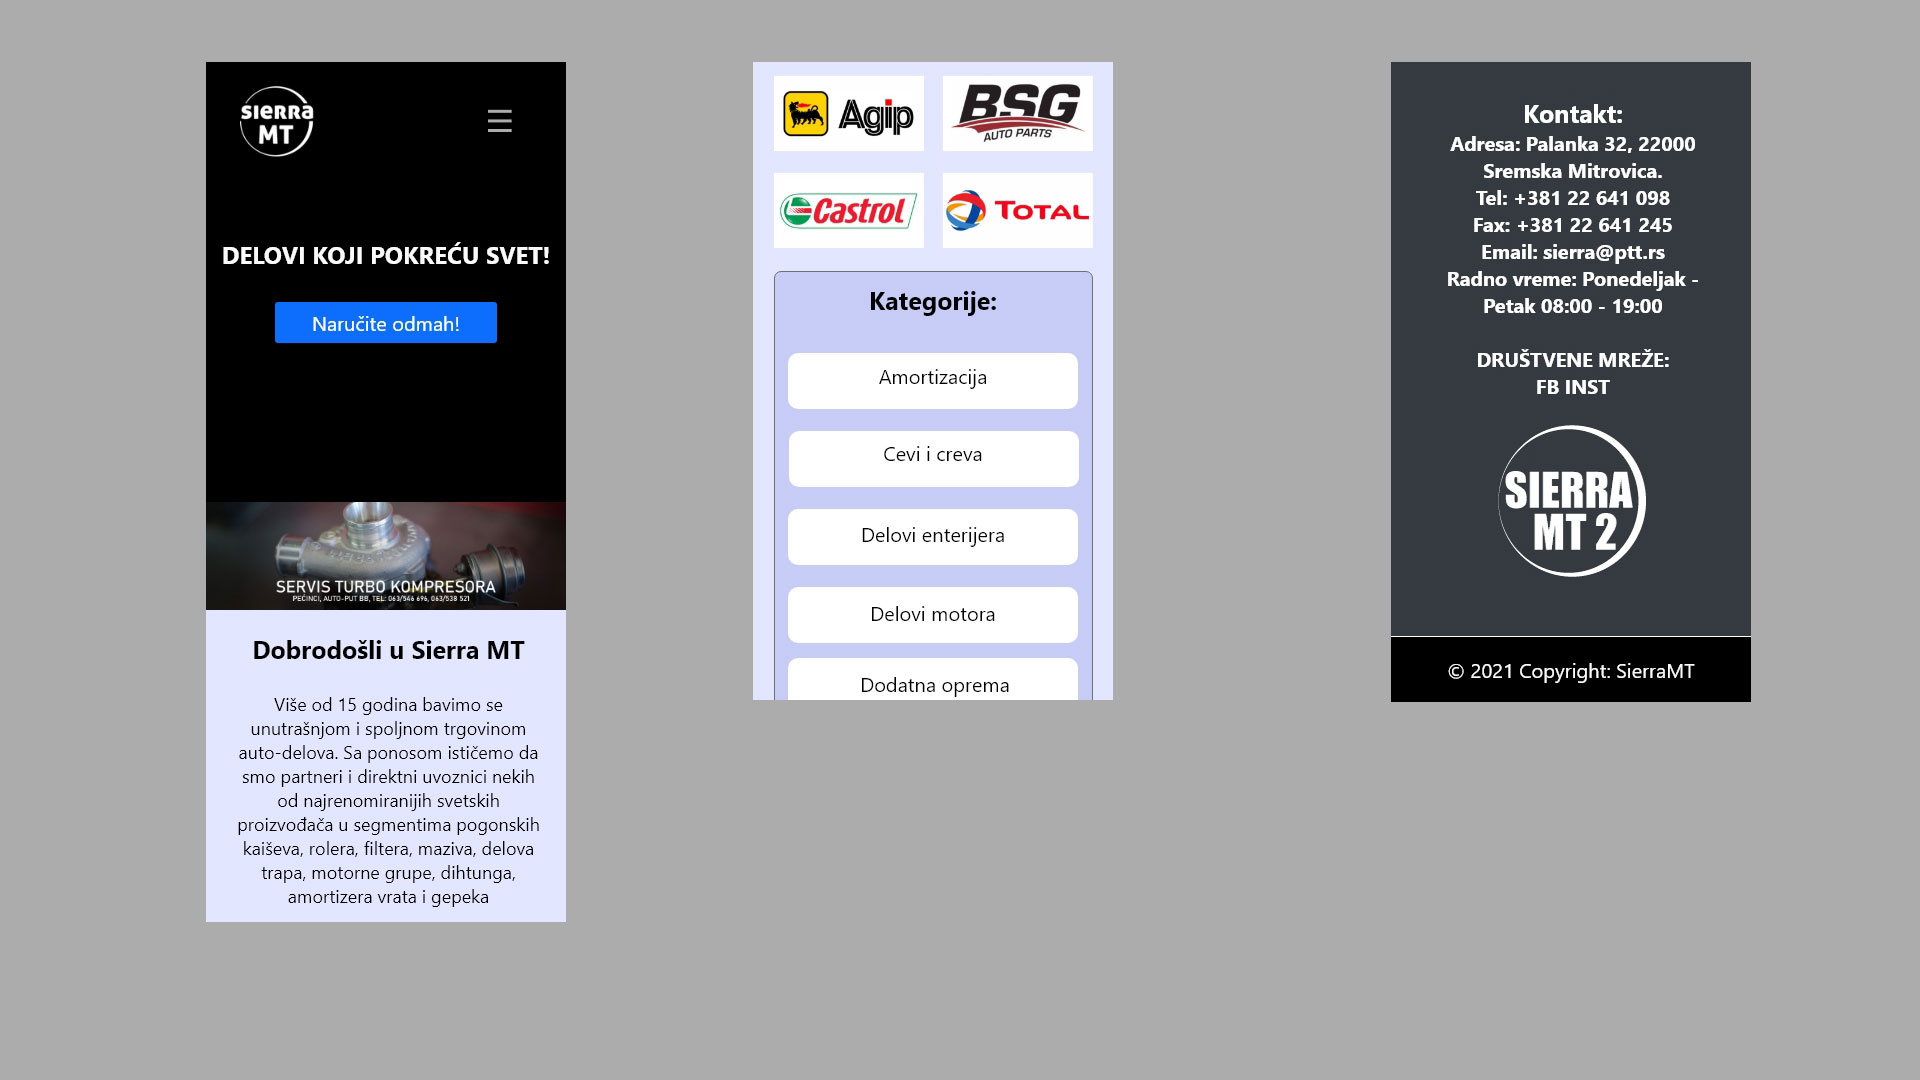 sierra
MT
DELOVI KOJI POKREĆU SVET!
Naručite odmah!
SERVIS TURBO KOMPRESORA
PEĆINCI, AUTO-PUT BB, TEL: 063/546 696, 063/538 521
Dobrodošli u Sierra MT
Više od 15 godina bavimo se
unutrašnjom i spoljnom trgovinom
auto-delova. Sa ponosom ističemo da
smo partneri i direktni uvoznici nekih
od najrenomiranijih svetskih
proizvođača u segmentima pogonskih
kaiševa, rolera, filtera, maziva, delova
trapa, motorne grupe, dihtunga,
amortizera vrata i gepeka
Agip
BSG
AUTO PARTS
Castrol
TOTAL
Kategorije:
Amortizacija
Cevi i creva
Delovi enterijera
Delovi motora
Dodatna oprema
Kontakt:
Adresa: Palanka 32, 22000
Sremska Mitrovica.
Tel: +381 22 641 098
Fax: +381 22 641 245
Email: sierra@ptt.rs
Radno vreme: Ponedeljak -
Petak 08:00 - 19:00
DRUŠTVENE MREŽE:
FB INST
SIERRA
MT 2
© 2021 Copyright: SierraMT